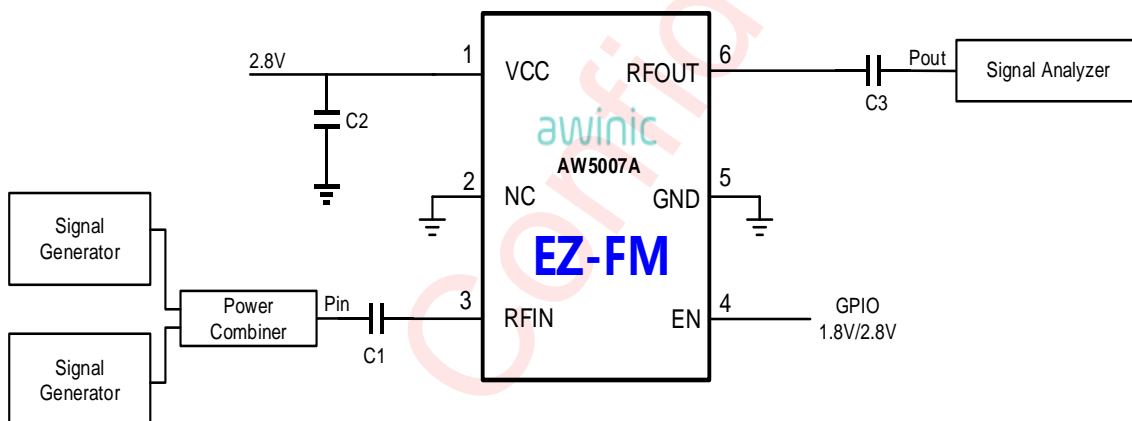 2.8V
1
VCC
C2
RFOUT
6
Pout
C3
Signal Analyzer
awinic
AW5007A
2
NC
GND
5
EZ-FM
Signal
Generator
Signal
Generator
Power
Combiner
Pin
C1
3
RFIN
EN
4
GPIO
1.8V/2.8V
Confid